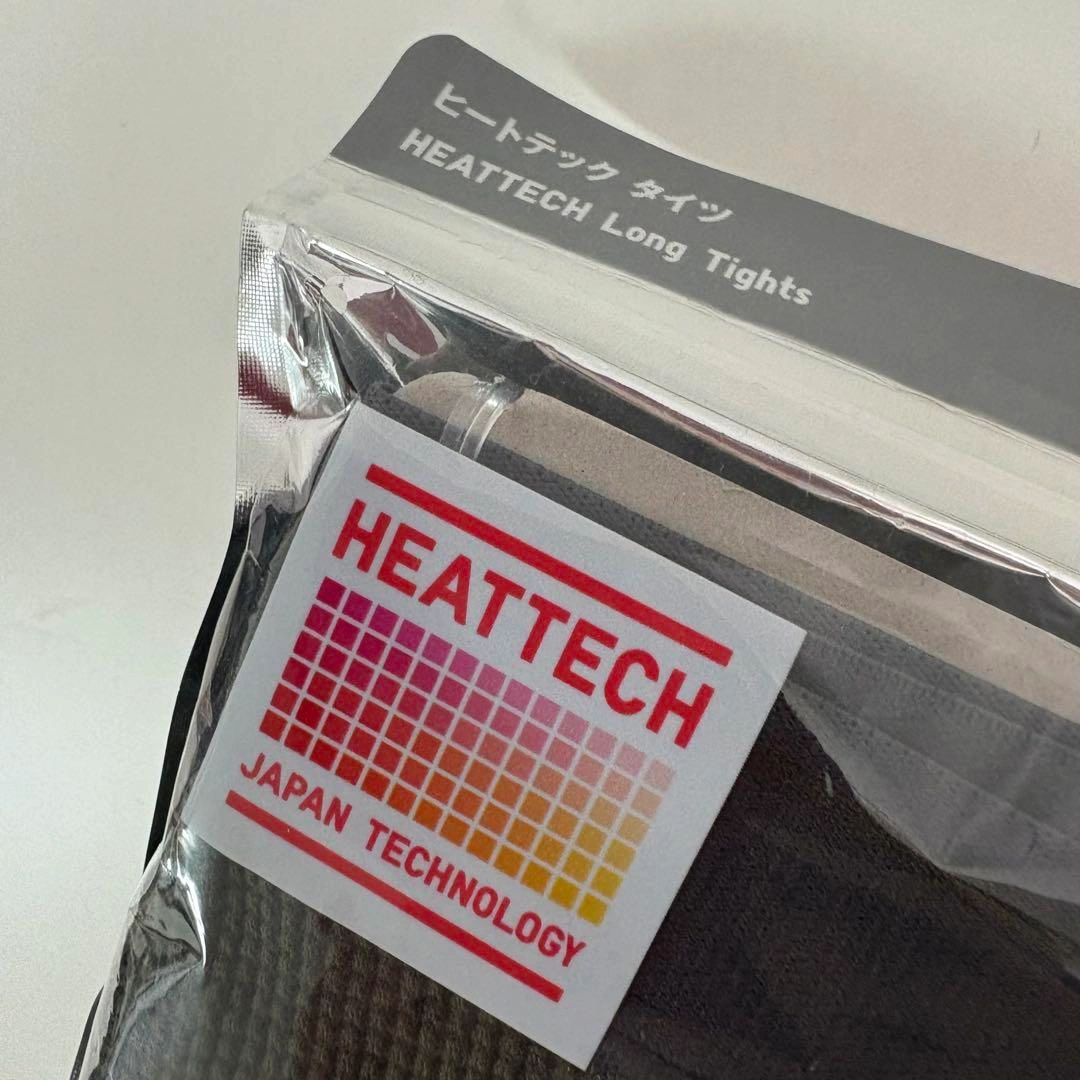 ヒートテック タイツ
HEATTECH Long Tights
HEATTECH
JAPAN TECHNOLOGY